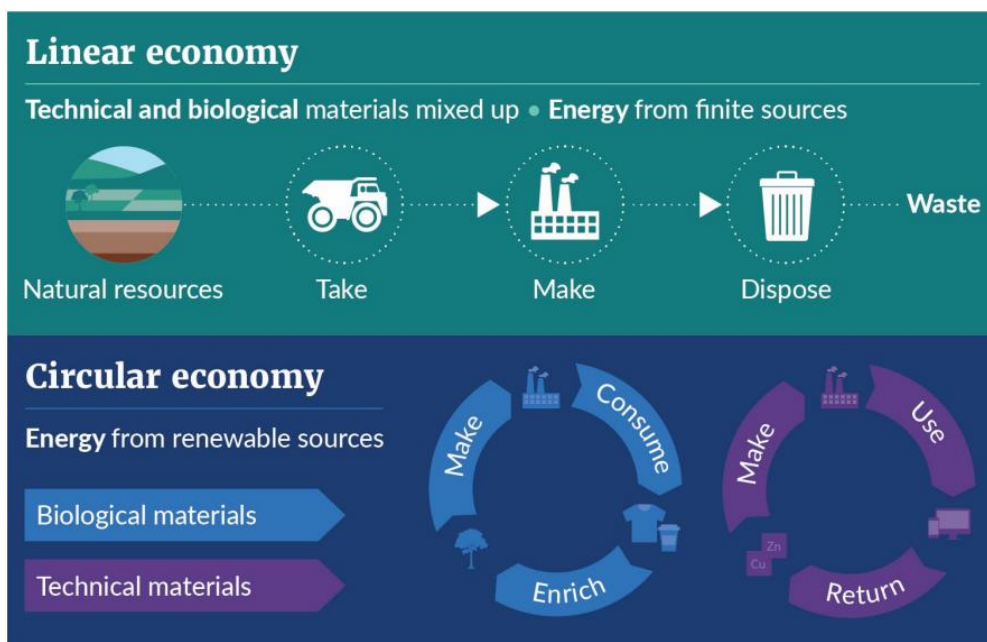 Linear economy
Technical and biological materials mixed up • Energy from finite sources
Waste
Natural resources
Take
Make
Dispose
Circular economy
Energy from renewable sources
Biological materials
Technical materials
Make
Consume
Enrich
Make
Use
Return
Zn
Cu